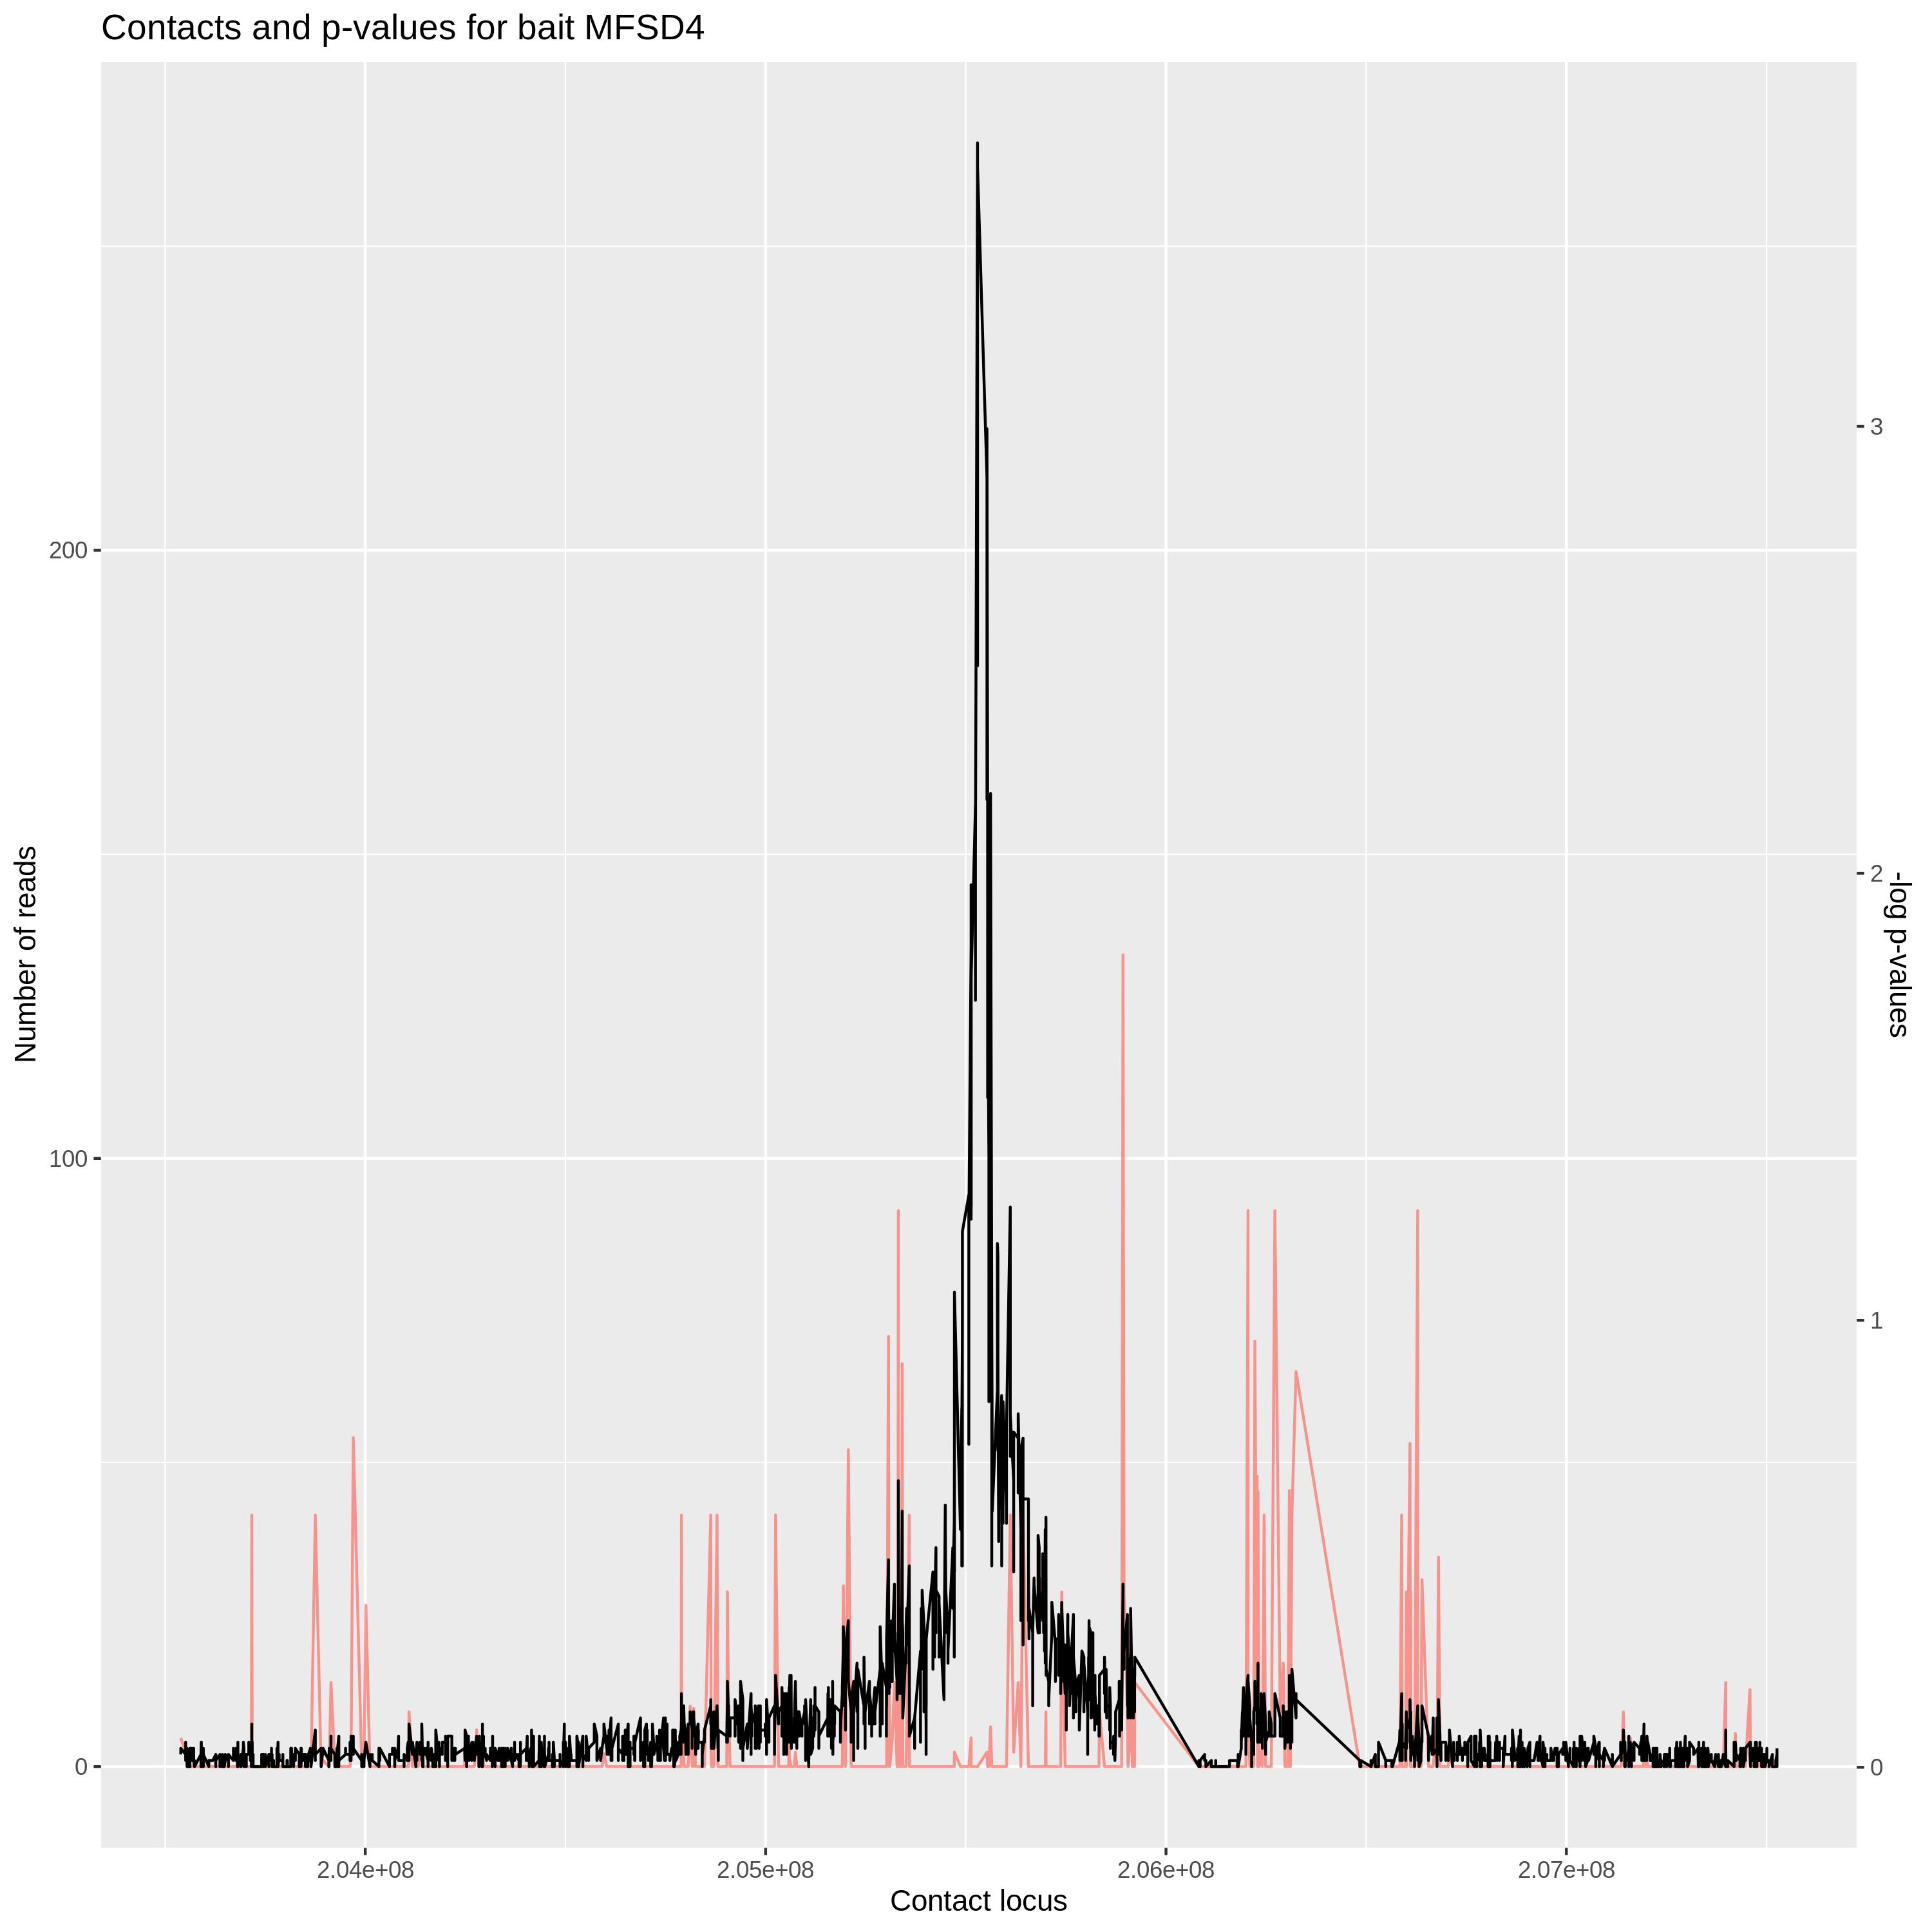 Contacts and p-values for bait MFSD4
Number of reads
200
100
0
3
2
1
0
-log p-values
2.04e+08
2.05e+08
2.06e+08
2.07e+08
Contact locus